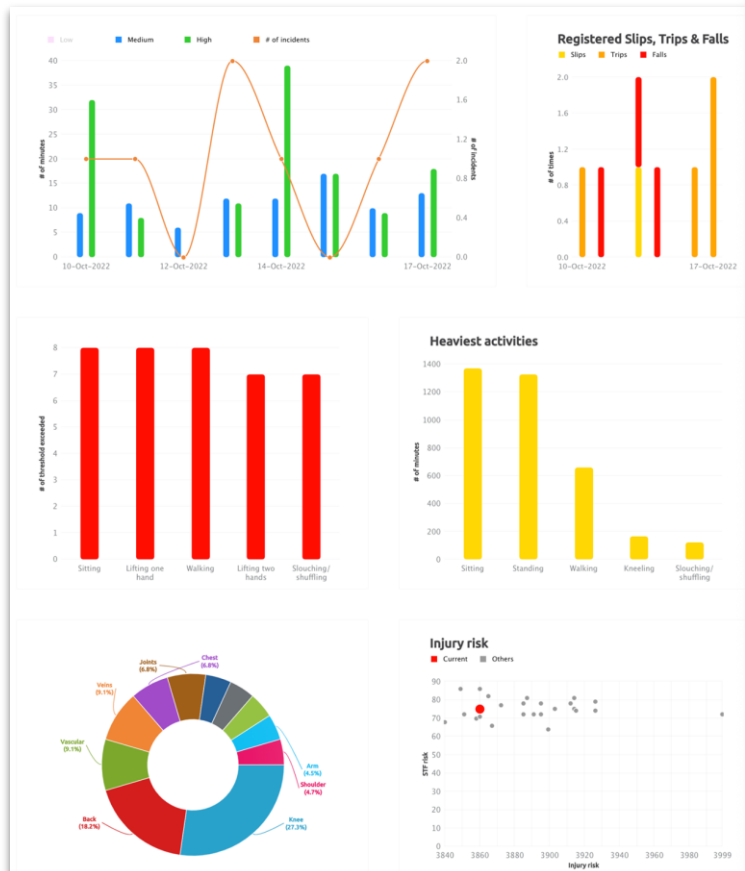 Low Medium High # of incidents
40
35
30
25
20
15
10
5
0
# of minutes
2.0
1.6
1.2
0.8
0.4
0.0
# of incidents
10-Oct-2022 12-Oct-2022 14-Oct-2022 17-Oct-2022
Registered Slips, Trips & Falls
Slips Trips Falls
2.0
1.6
1.2
0.8
0.4
0.0
# of times
10-Oct-2022 17-Oct-2022
8
7
6
5
4
3
2
1
0
# of threshold exceeded
Sitting Lifting one Walking Lifting two Slouching/
hand hands shuffling
Heaviest activities
1400
1200
1000
800
600
400
200
0
# of minutes
Sitting Standing Walking Kneeling Slouching/
shuffling
Joints
(6.8%)
Chest
(6.8%)
Veins
(9.1%)
Vascular
(9.1%)
Back
(18.2%)
Arm
(4.5%)
Shoulder
(4.7%)
Knee
(27.3%)
Injury risk
Current Others
90
80
70
60
50
40
30
20
10
0
STF risk
3840 3860 3880 3900 3920 3940 3960 3980 3999
Injury risk